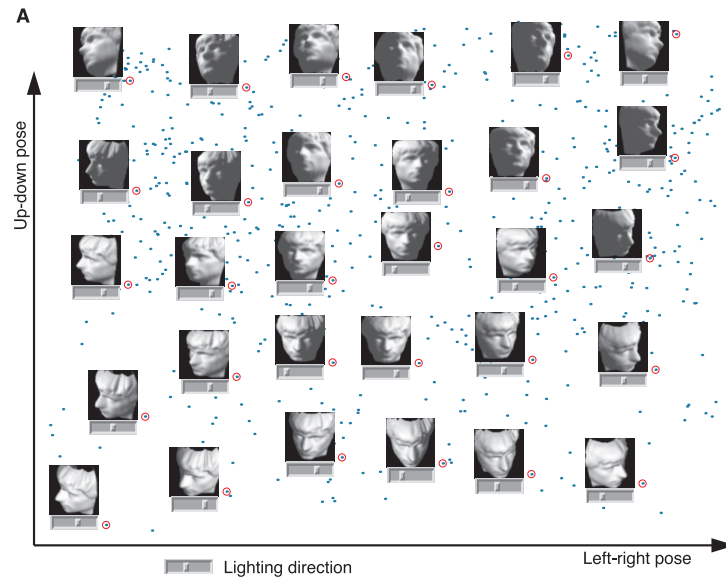 A
Up-down pose
Left-right pose
Lighting direction